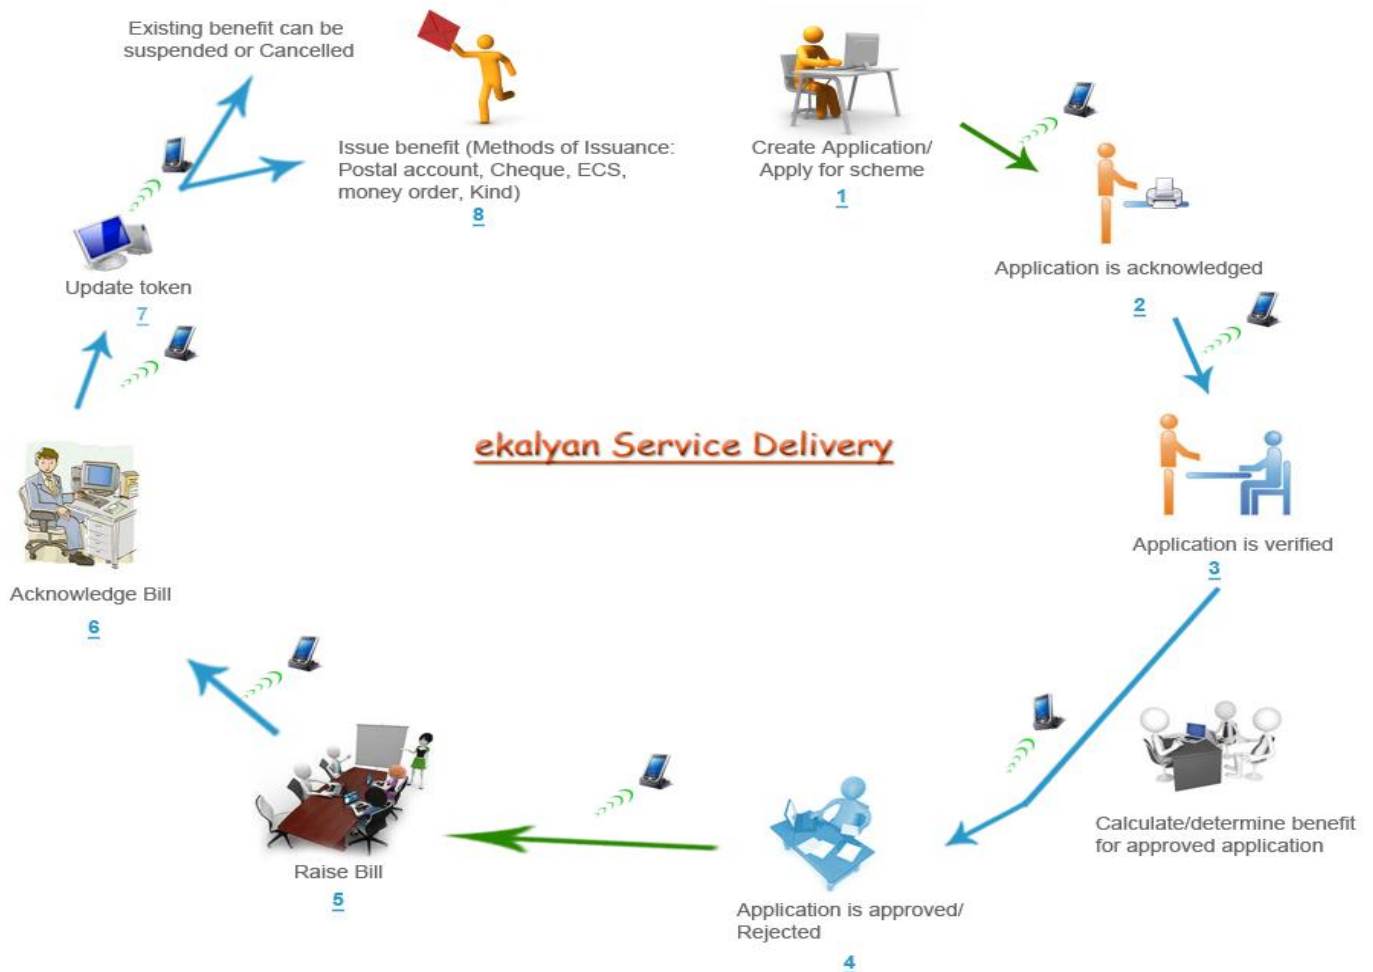 Existing benefit can be
suspended or Cancelled
Issue benefit (Methods of Issuance:
Postal account, Cheque, ECS,
money order, Kind)
8
Create Application/
Apply for scheme
1
Application is acknowledged
2
Update token
7
ekalyan Service Delivery
Application is verified
3
Acknowledge Bill
6
Calculate/determine benefit
for approved application
Raise Bill
5
Application is approved/
Rejected
4